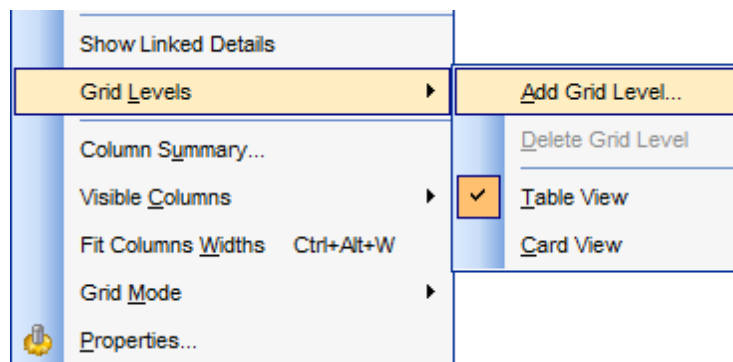 Show Linked Details
Grid Levels
Column Summary...
Visible Columns
Fit Columns Widths Ctrl+Alt+W
Grid Mode
Properties...
Add Grid Level...
Delete Grid Level
Table View
Card View